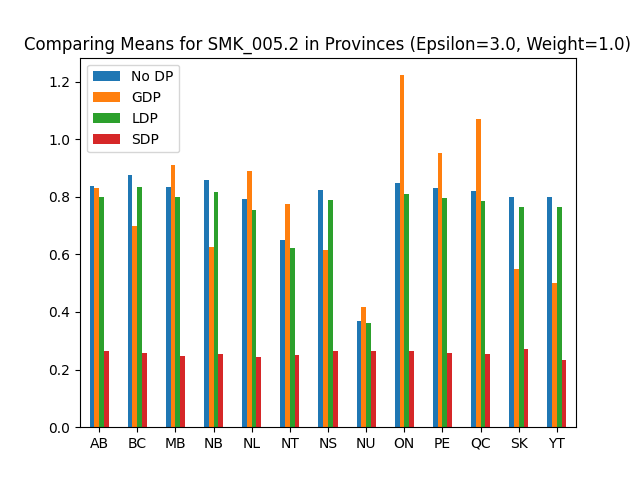 Comparing Means for SMK_005.2 in Provinces (Epsilon=3.0, Weight=1.0)
No DP
GDP
LDP
SDP
1.2
1.0
0.8
0.6
0.4
0.2
0.0
AB BC MB NB NL NT NS NU ON PE QC SK YT